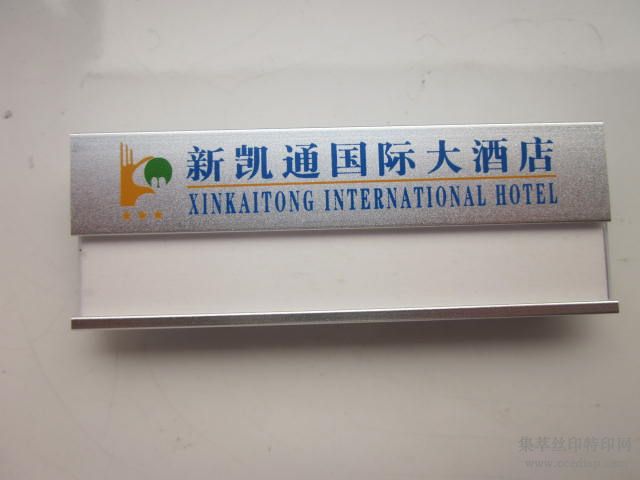 新凯通国际大酒店
XINKAITONG INTERNATIONAL HOTEL
集萃丝印特印网
www.ccedisp.com